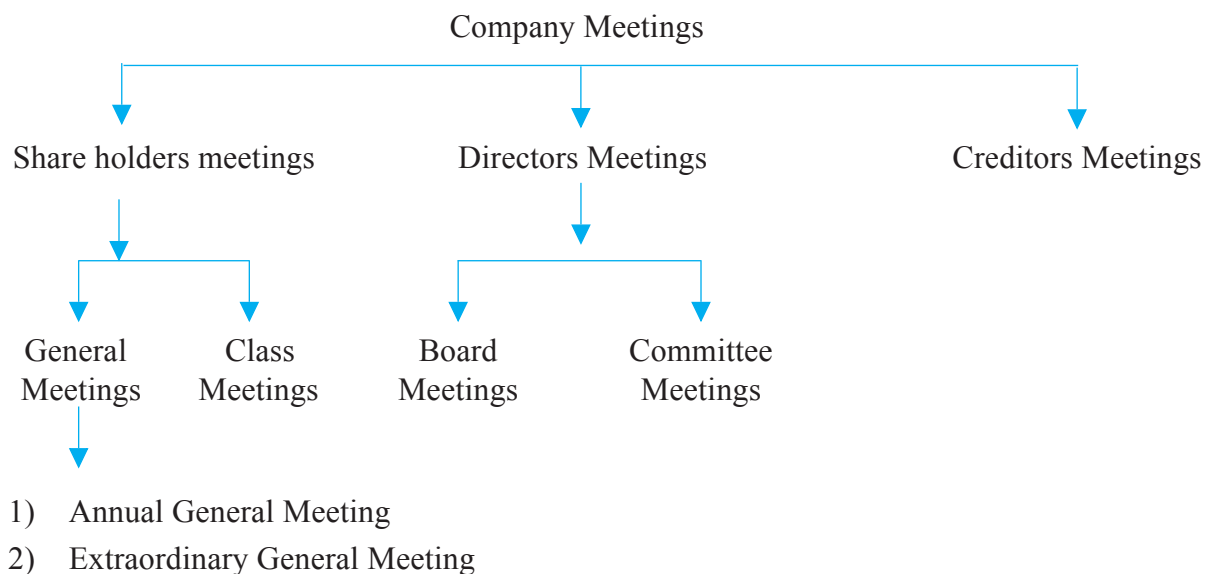 Company Meetings
Share holders meetings
Directors Meetings
Creditors Meetings
General
Meetings
Class
Meetings
Board
Meetings
Committee
Meetings
1) Annual General Meeting
2) Extraordinary General Meeting